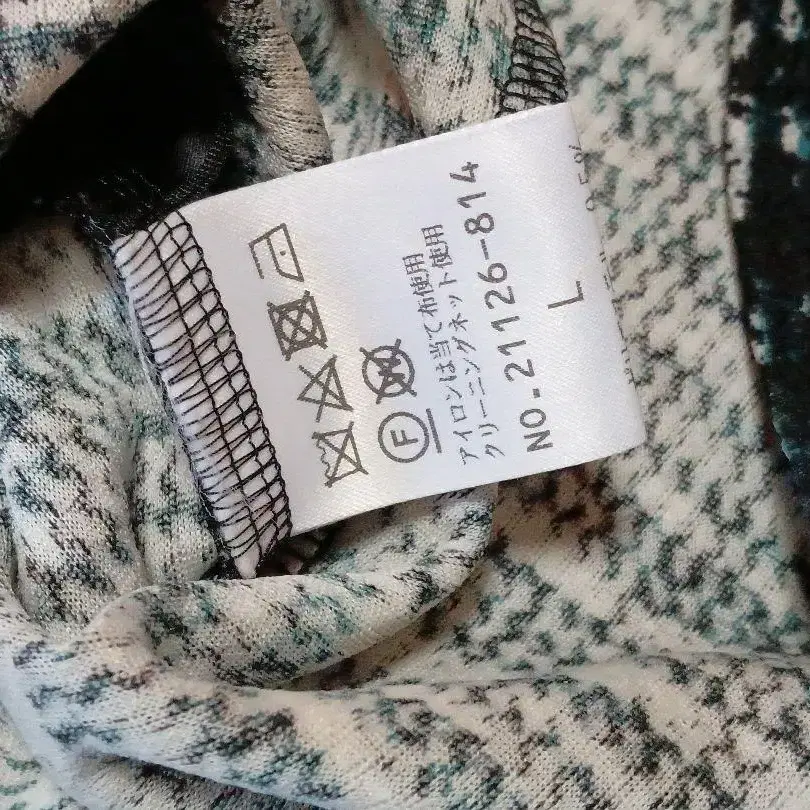 Ⓕ
アイロンは当て布使用
クリーニングネット使用
NO-21126-814
L